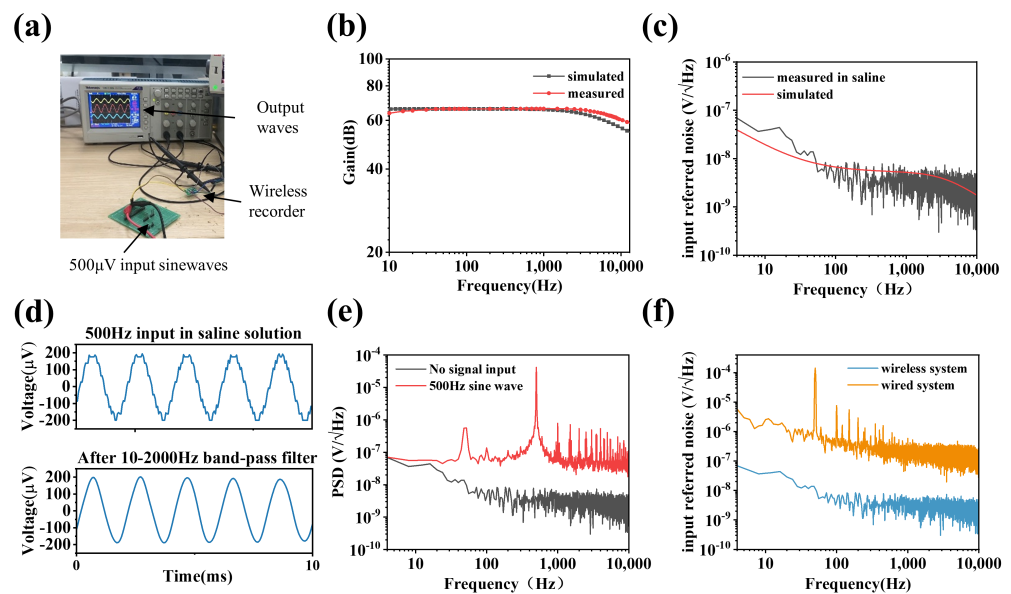 (a)
Output
waves
Wireless
recorder
500μV input sinewaves
(b)
100
80
60
40
20
Gain(dB)
simulated
measured
10
100
1,000
10,000
Frequency(Hz)
(c)
10⁻⁶
10⁻⁷
10⁻⁸
10⁻⁹
10⁻¹⁰
input referred noise (V/√Hz)
measured in saline
simulated
10
100
1,000
10,000
Frequency（Hz）
(d)
500Hz input in saline solution
200
100
0
-100
-200
Voltage(μV)
After 10-2000Hz band-pass filter
200
100
0
-100
-200
Voltage(μV)
0
10
Time(ms)
(e)
10⁻⁴
10⁻⁵
10⁻⁶
10⁻⁷
10⁻⁸
10⁻⁹
10⁻¹⁰
PSD (V/√Hz)
No signal input
500Hz sine wave
10
100
1,000
10,000
Frequency（Hz）
(f)
10⁻³
10⁻⁴
10⁻⁵
10⁻⁶
10⁻⁷
10⁻⁸
10⁻⁹
10⁻¹⁰
input referred noise (V/√Hz)
wireless system
wired system
10
100
1,000
10,000
Frequency(Hz)